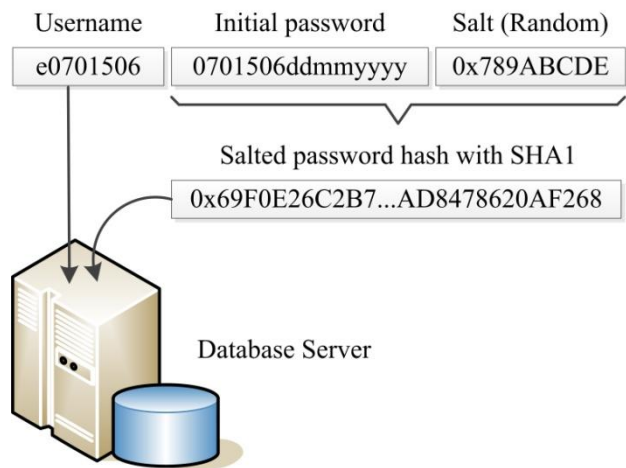 Username Initial password Salt (Random)
e0701506 0701506ddmmyyyy 0x789ABCDE
Salted password hash with SHA1
0x69F0E26C2B7...AD8478620AF268
Database Server